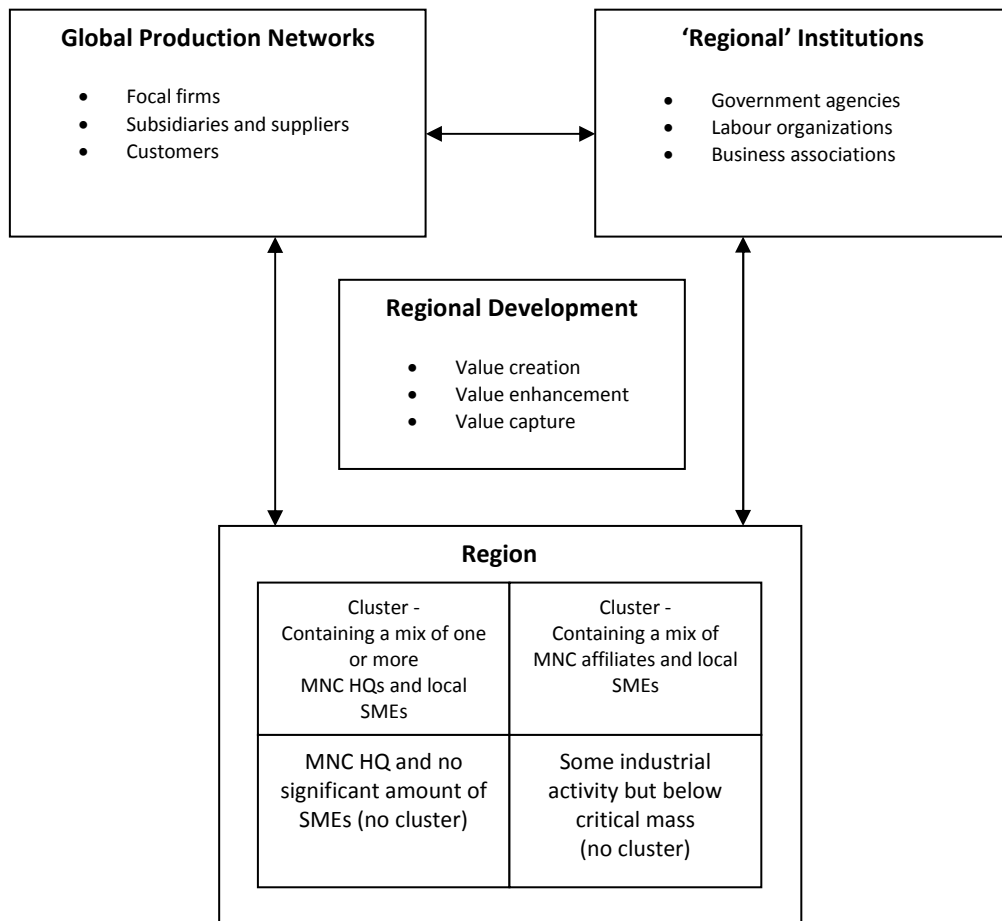 Global Production Networks
• Focal firms
• Subsidiaries and suppliers
• Customers
‘Regional’ Institutions
• Government agencies
• Labour organizations
• Business associations
Regional Development
• Value creation
• Value enhancement
• Value capture
Region
Cluster -
Containing a mix of one
or more
MNC HQs and local
SMEs
Cluster -
Containing a mix of
MNC affiliates and local
SMEs
MNC HQ and no
significant amount of
SMEs (no cluster)
Some industrial
activity but below
critical mass
(no cluster)